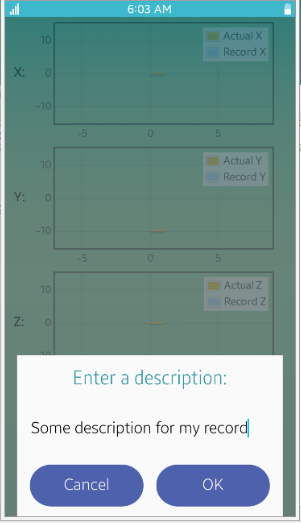 6:03 AM
Actual X
Record X
X:
10
0
-10
-5
0
5
Actual Y
Record Y
Y:
10
0
-10
-5
0
5
Actual Z
Record Z
Z:
10
0
10
Enter a description:
Some description for my record
Cancel
OK